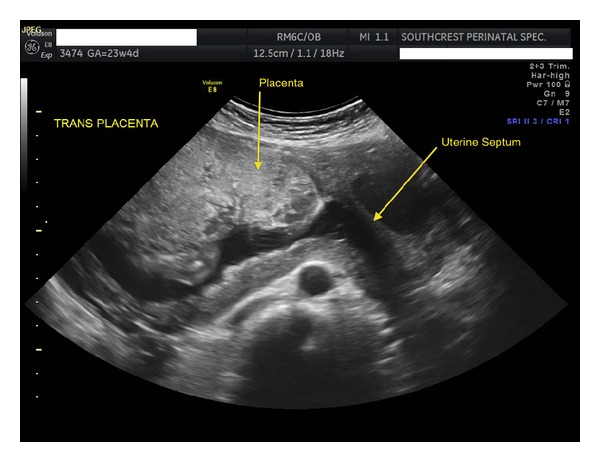 JPEG
Voluson
E8
Exp
3474 GA=23w4d
RM6C/OB
12.5cm / 1.1 / 18Hz
MI 1.1
SOUTHCREST PERINATAL SPEC.
2+3 Trim.
Har-high
Pwr 100
Gn 9
C7 / M7
E2
SRI II 3 / CRI 1
Voluson
E8
Placenta
TRANS PLACENTA
Uterine Septum